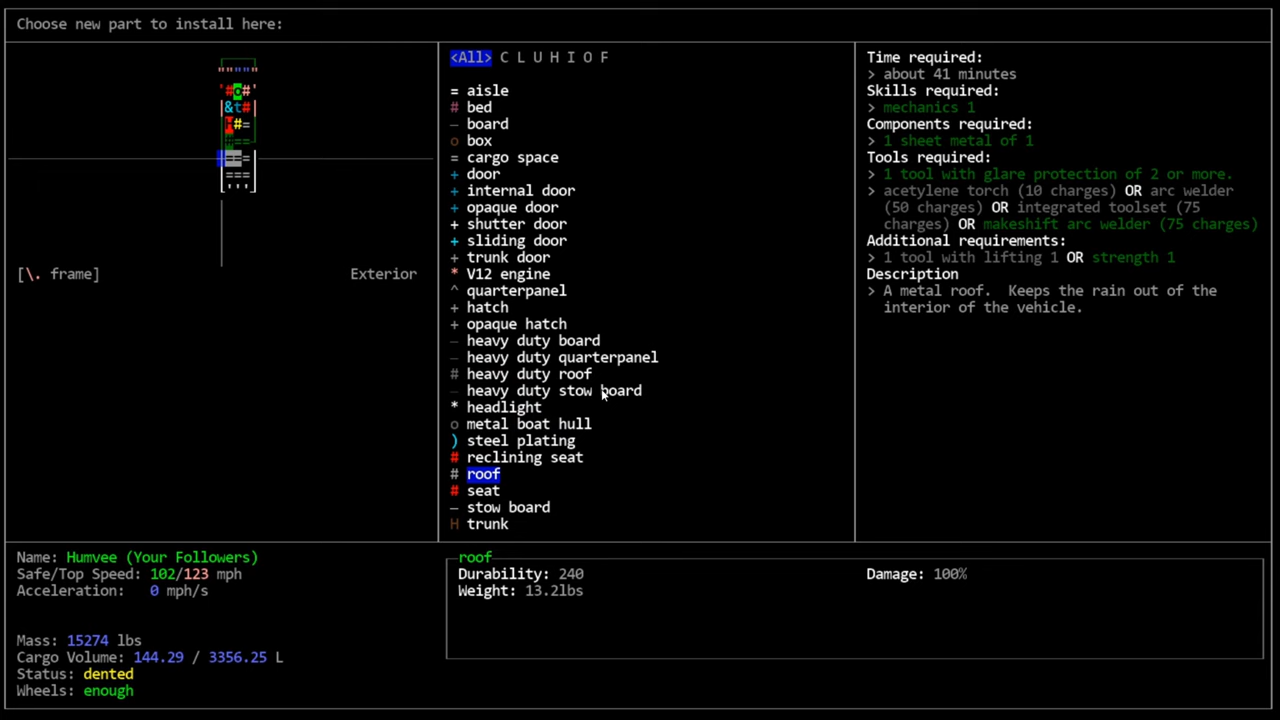 Choose new part to install here:
<All> C L U H I O F
= aisle
# bed
— board
o box
= cargo space
+ door
+ internal door
+ opaque door
+ shutter door
+ sliding door
+ trunk door
* V12 engine
^ quarterpanel
+ hatch
+ opaque hatch
— heavy duty board
— heavy duty quarterpanel
# heavy duty roof
— heavy duty stow board
* headlight
o metal boat hull
) steel plating
# reclining seat
# roof
# seat
— stow board
H trunk
[\. frame]
Exterior
Time required:
> about 41 minutes
Skills required:
> mechanics 1
Components required:
> 1 sheet metal of 1
Tools required:
> 1 tool with glare protection of 2 or more.
> acetylene torch (10 charges) OR arc welder
(50 charges) OR integrated toolset (75
charges) OR makeshift arc welder (75 charges)
Additional requirements:
> 1 tool with lifting 1 OR strength 1
Description
> A metal roof.  Keeps the rain out of the
interior of the vehicle.
Name: Humvee (Your Followers)
Safe/Top Speed: 102/123 mph
Acceleration:   0 mph/s
Mass: 15274 lbs
Cargo Volume: 144.29 / 3356.25 L
Status: dented
Wheels: enough
roof
Durability: 240
Damage: 100%
Weight: 13.2lbs